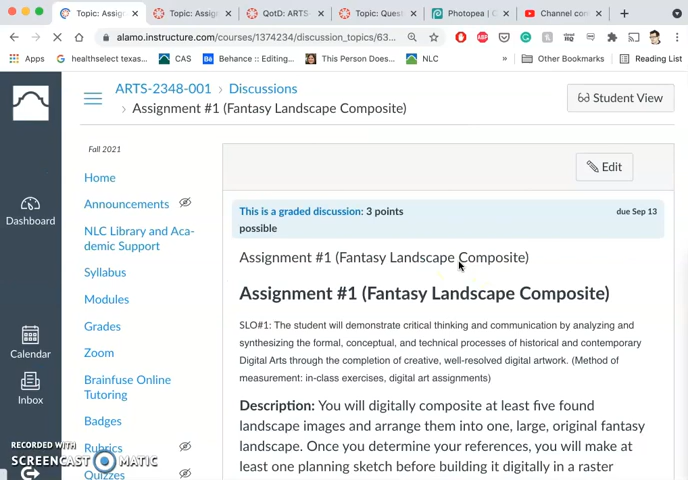 Topic: Assig
Topic: Assig
QotD: ARTS-
Topic: Quest
Photopea | O
Channel con
alamo.instructure.com/courses/1374234/discussion_topics/63...
Apps
healthselect texas...
CAS
Behance :: Editing...
This Person Does...
NLC
»
Other Bookmarks
Reading List
ARTS-2348-001 › Discussions
› Assignment #1 (Fantasy Landscape Composite)
Student View
Fall 2021
Home
Announcements
NLC Library and Aca-
demic Support
Syllabus
Modules
Grades
Zoom
Brainfuse Online
Tutoring
Badges
Rubrics
Quizzes
Dashboard
Calendar
Inbox
Edit
This is a graded discussion: 3 points
possible
due Sep 13
Assignment #1 (Fantasy Landscape Composite)
Assignment #1 (Fantasy Landscape Composite)
SLO#1: The student will demonstrate critical thinking and communication by analyzing and
synthesizing the formal, conceptual, and technical processes of historical and contemporary
Digital Arts through the completion of creative, well-resolved digital artwork. (Method of
measurement: in-class exercises, digital art assignments)
Description: You will digitally composite at least five found
landscape images and arrange them into one, large, original fantasy
landscape. Once you determine your references, you will make at
least one planning sketch before building it digitally in a raster
RECORDED WITH
SCREENCAST-O-MATIC